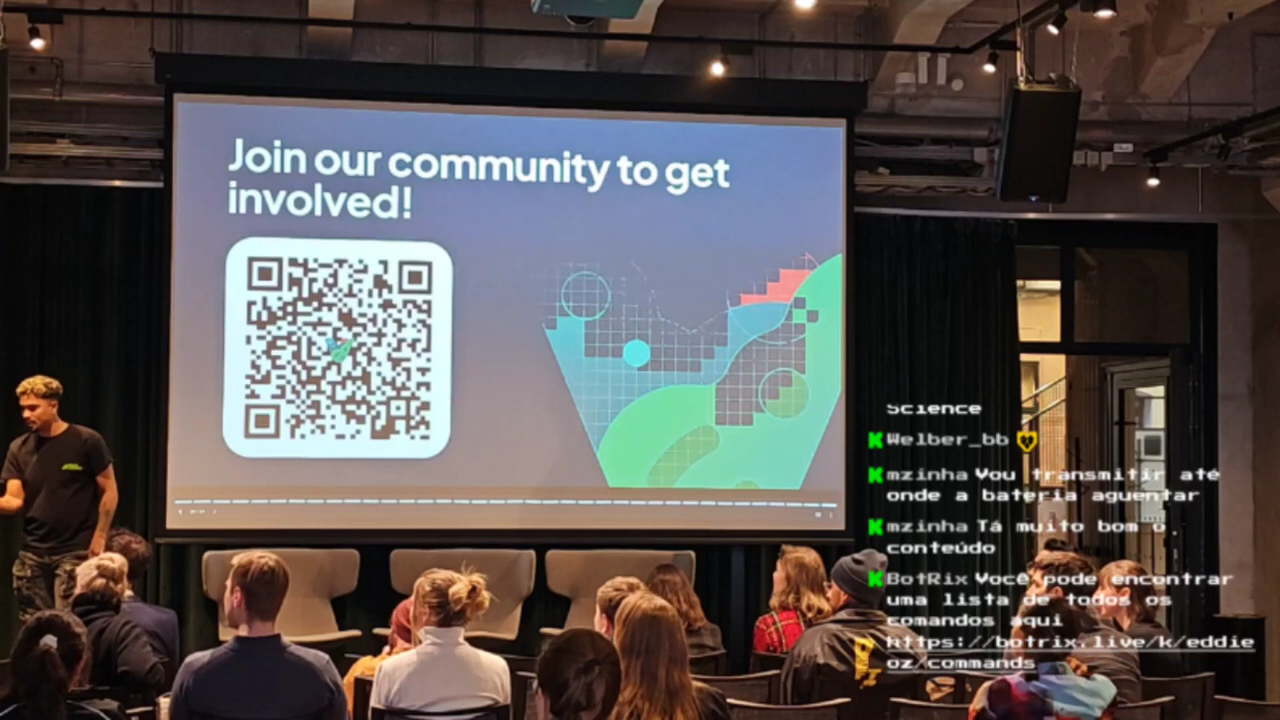 Join our community to get
involved!
Science
Welber_bb
mzinha Vou transmitir até
onde a bateria aguentar
mzinha Tá muito bom o
conteúdo
BotRix Você pode encontrar
uma lista de todos os
comandos aqui
https://botrix.live/k/eddie
oz/commands